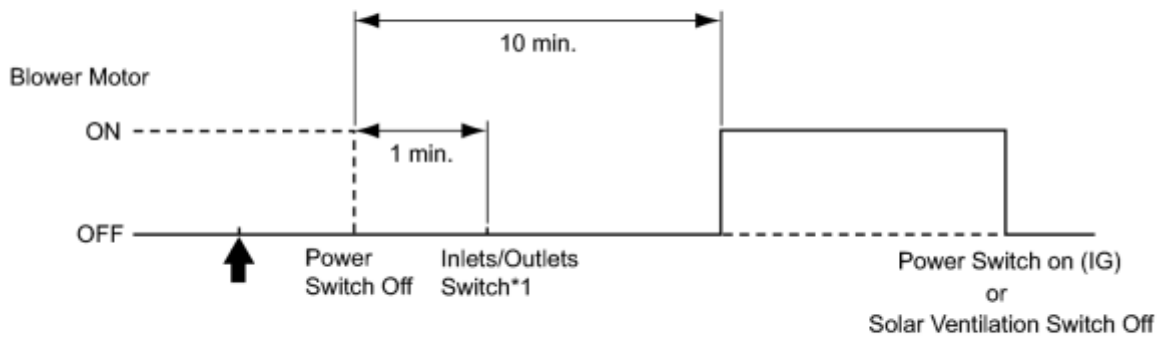 10 min.
Blower Motor
ON
1 min.
OFF
Power
Switch Off
Inlets/Outlets
Switch*1
Power Switch on (IG)
or
Solar Ventilation Switch Off